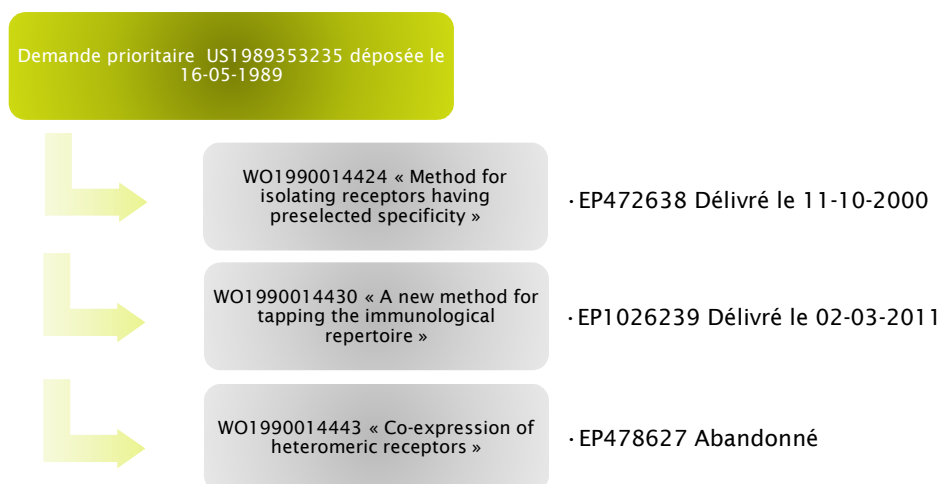 Demande prioritaire US1989353235 déposée le
16-05-1989
WO1990014424 « Method for
isolating receptors having
preselected specificity »
·EP472638 Délivré le 11-10-2000
WO1990014430 « A new method for
tapping the immunological
repertoire »
·EP1026239 Délivré le 02-03-2011
WO1990014443 « Co-expression of
heteromeric receptors »
·EP478627 Abandonné